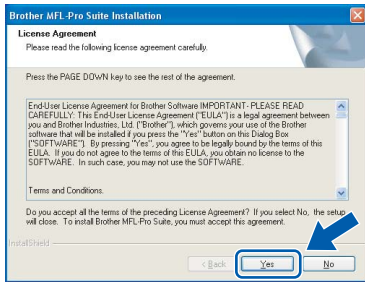 Brother MFL-Pro Suite Installation
License Agreement
Please read the following license agreement carefully.
Press the PAGE DOWN key to see the rest of the agreement.
End-User License Agreement for Brother Software IMPORTANT- PLEASE READ
CAREFULLY: This End-User License Agreement ("EULA") is a legal agreement between
you and Brother Industries, Ltd. ("Brother"), which governs your use of the Brother
software that will be installed if you press the "Yes" button on this Dialog Box
("SOFTWARE"). By pressing "Yes", you agree to be legally bound by the terms of this
EULA. If you do not agree to the terms of this EULA, you obtain no license to the
SOFTWARE. In such case, you may not use the SOFTWARE.
Terms and Conditions.
Do you accept all the terms of the preceding License Agreement? If you select No, the setup
will close. To install Brother MFL-Pro Suite, you must accept this agreement.
InstallShield
< Back
Yes
No